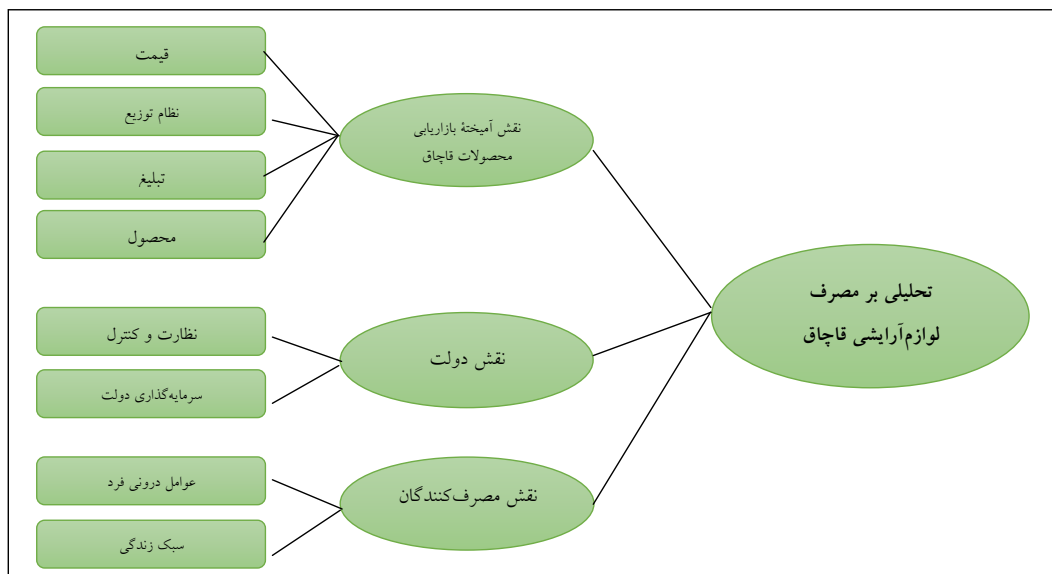 تحلیلی بر مصرف
لوازم‌آرایشی قاچاق
نقش آمیختهٔ بازاریابی
محصولات قاچاق
قیمت
نظام توزیع
تبلیغ
محصول
نقش دولت
نظارت و کنترل
سرمایه‌گذاری دولت
نقش مصرف‌کنندگان
عوامل درونی فرد
سبک زندگی